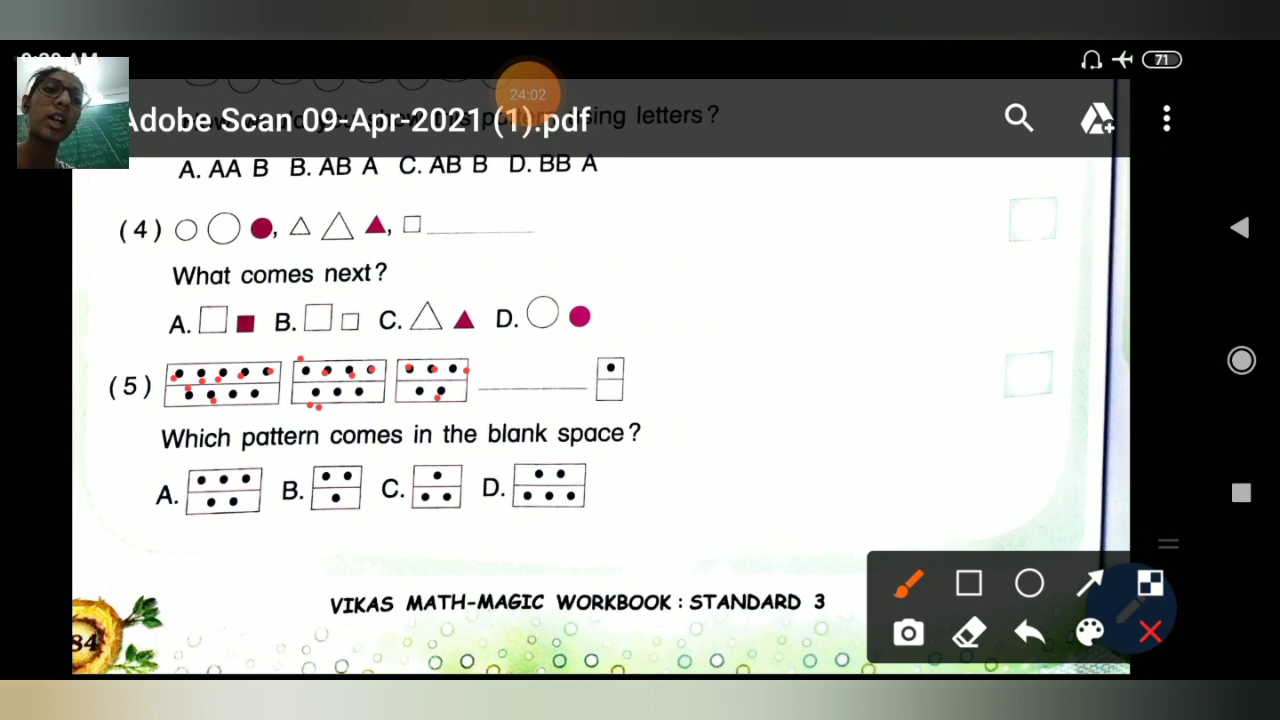 71
24:02
Adobe Scan 09-Apr-2021 (1).pdf
ing letters?
A. AA B B. AB A C. AB B D. BB A
(4)
What comes next?
A. B. C. D.
(5)
Which pattern comes in the blank space?
A. B. C. D.
VIKAS MATH-MAGIC WORKBOOK : STANDARD 3
84